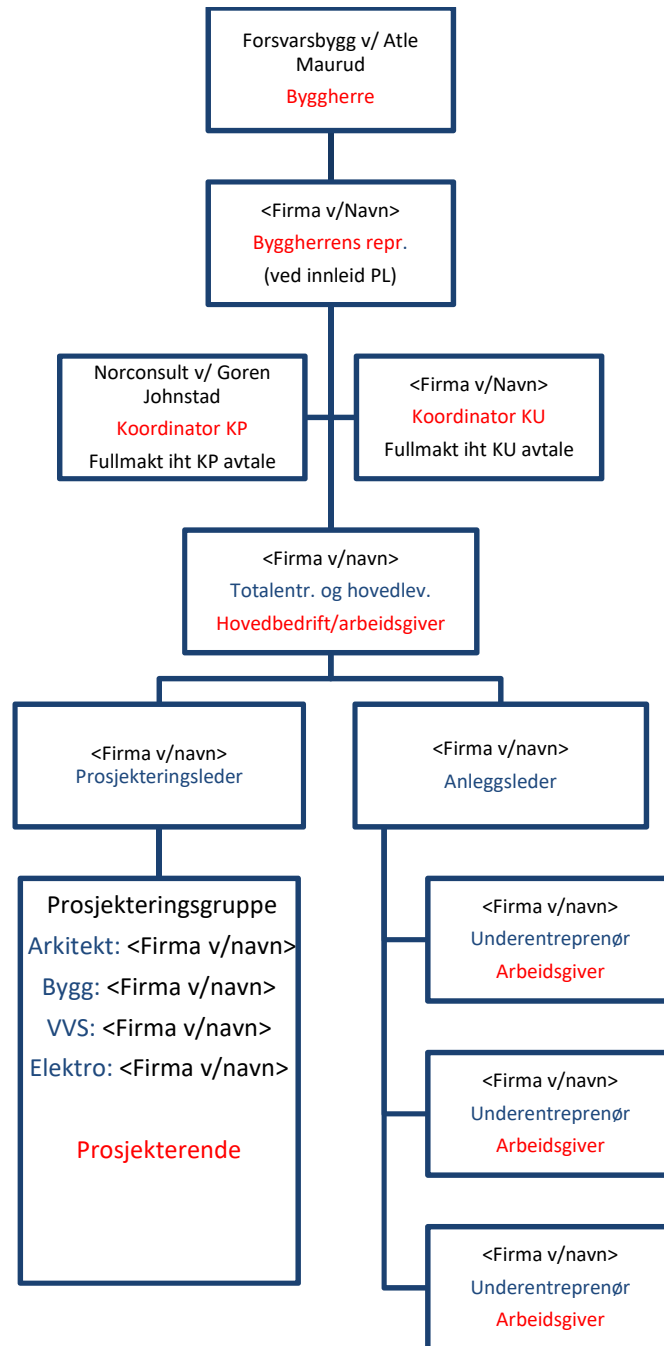 Forsvarsbygg v/ Atle
Maurud
Byggherre
<Firma v/Navn>
Byggherrens repr.
(ved innleid PL)
Norconsult v/ Goren
Johnstad
Koordinator KP
Fullmakt iht KP avtale
<Firma v/Navn>
Koordinator KU
Fullmakt iht KU avtale
<Firma v/navn>
Totalentr. og hovedlev.
Hovedbedrift/arbeidsgiver
<Firma v/navn>
Prosjekteringsleder
<Firma v/navn>
Anleggsleder
Prosjekteringsgruppe
Arkitekt: <Firma v/navn>
Bygg: <Firma v/navn>
VVS: <Firma v/navn>
Elektro: <Firma v/navn>
Prosjekterende
<Firma v/navn>
Underentreprenør
Arbeidsgiver
<Firma v/navn>
Underentreprenør
Arbeidsgiver
<Firma v/navn>
Underentreprenør
Arbeidsgiver